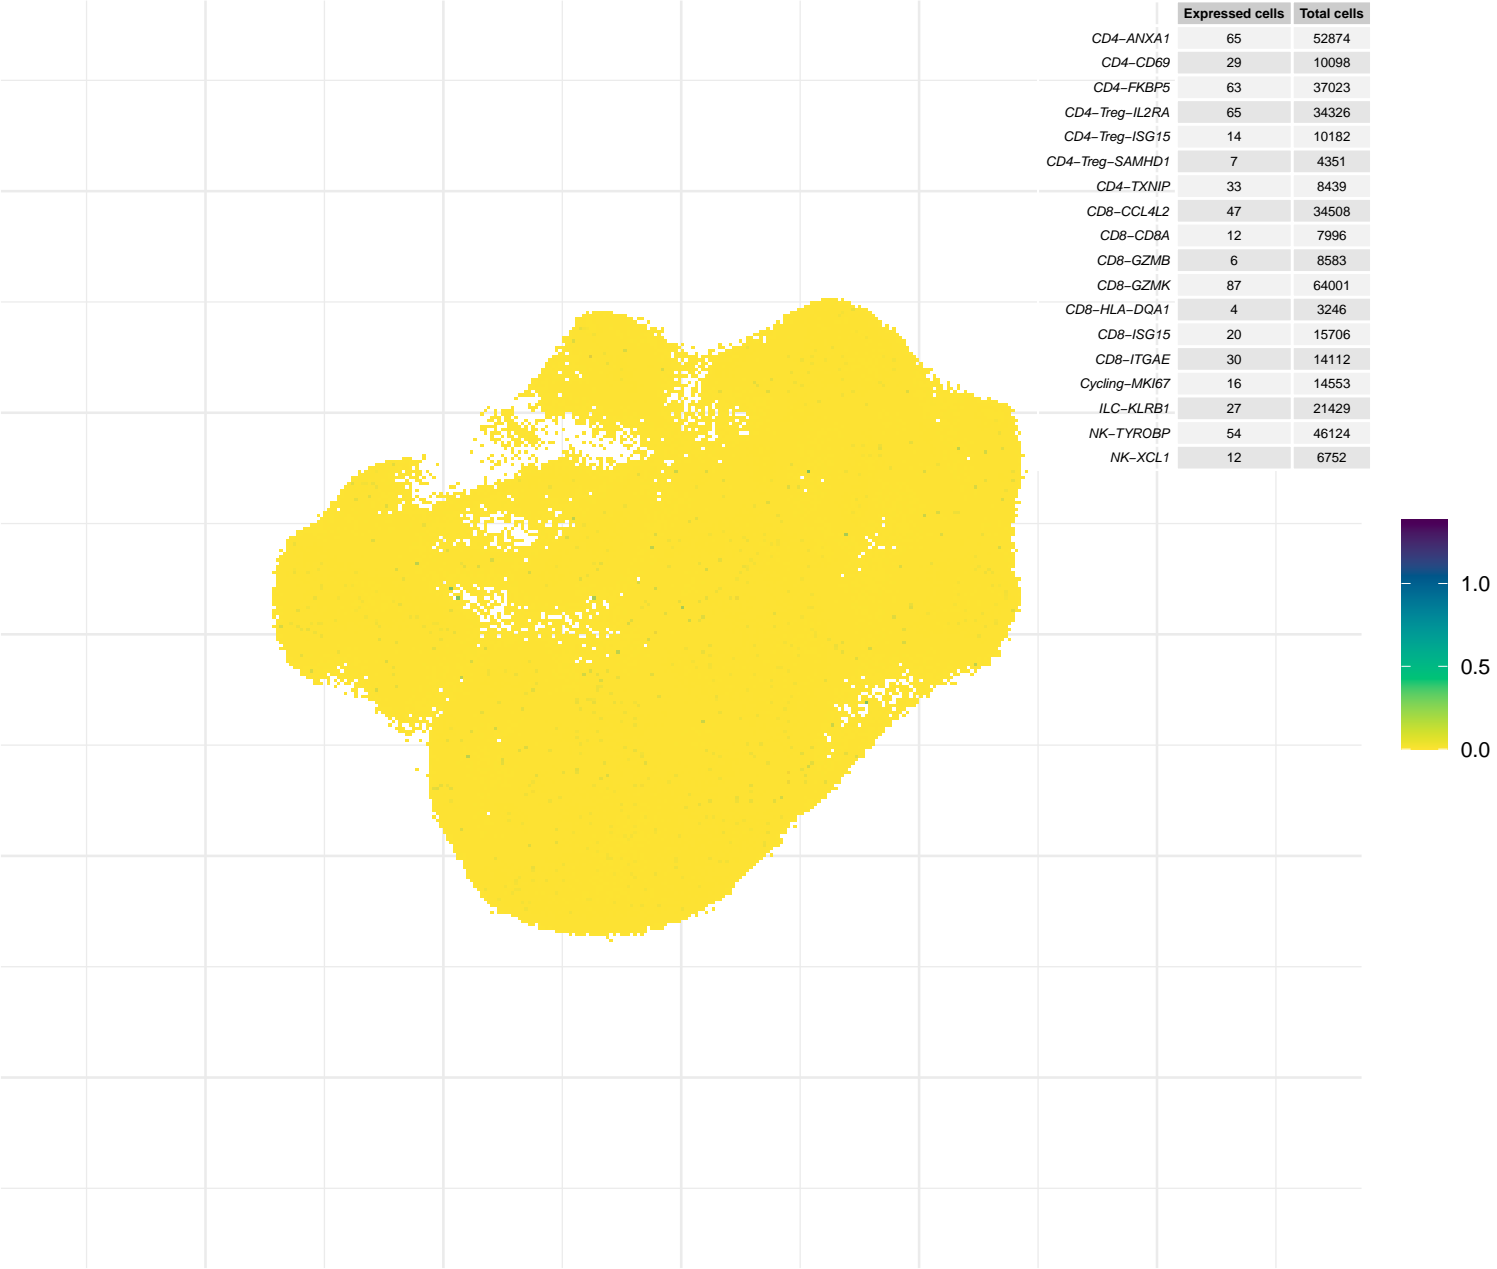 Expressed cells Total cells
CD4−ANXA1 65 52874
CD4−CD69 29 10098
CD4−FKBP5 63 37023
CD4−Treg−IL2RA 65 34326
CD4−Treg−ISG15 14 10182
CD4−Treg−SAMHD1 7 4351
CD4−TXNIP 33 8439
CD8−CCL4L2 47 34508
CD8−CD8A 12 7996
CD8−GZMB 6 8583
CD8−GZMK 87 64001
CD8−HLA−DQA1 4 3246
CD8−ISG15 20 15706
CD8−ITGAE 30 14112
Cycling−MKI67 16 14553
ILC−KLRB1 27 21429
NK−TYROBP 54 46124
NK−XCL1 12 6752
1.0
0.5
0.0